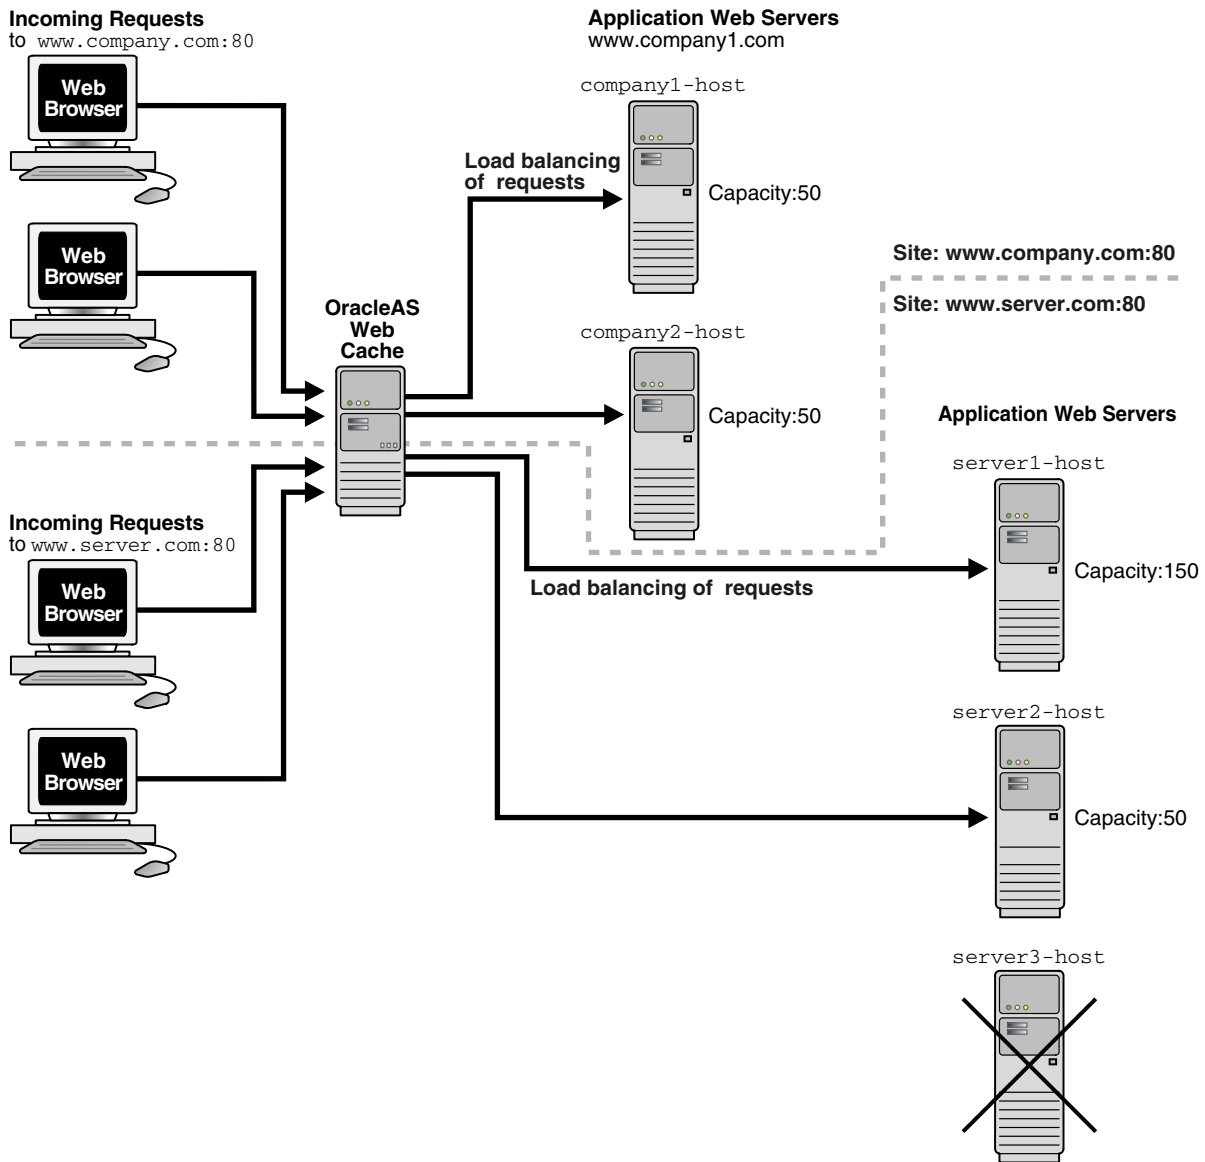 Incoming Requests
to www.company.com:80
Web
Browser
Web
Browser
OracleAS
Web
Cache
Application Web Servers
www.company1.com
company1-host
Load balancing
of requests
Capacity:50
company2-host
Capacity:50
Site: www.company.com:80
Site: www.server.com:80
Incoming Requests
to www.server.com:80
Web
Browser
Web
Browser
Load balancing of requests
Application Web Servers
server1-host
Capacity:150
server2-host
Capacity:50
server3-host